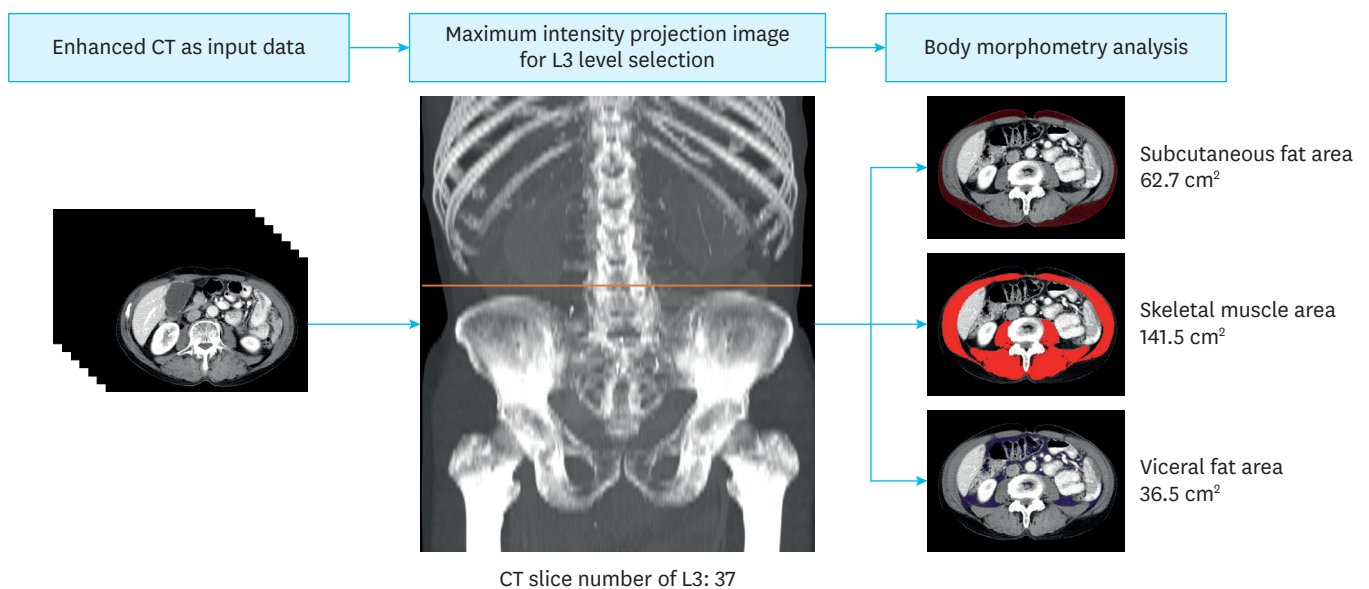 Enhanced CT as input data
Maximum intensity projection image
for L3 level selection
Body morphometry analysis
Subcutaneous fat area
62.7 cm²
Skeletal muscle area
141.5 cm²
Viceral fat area
36.5 cm²
CT slice number of L3: 37